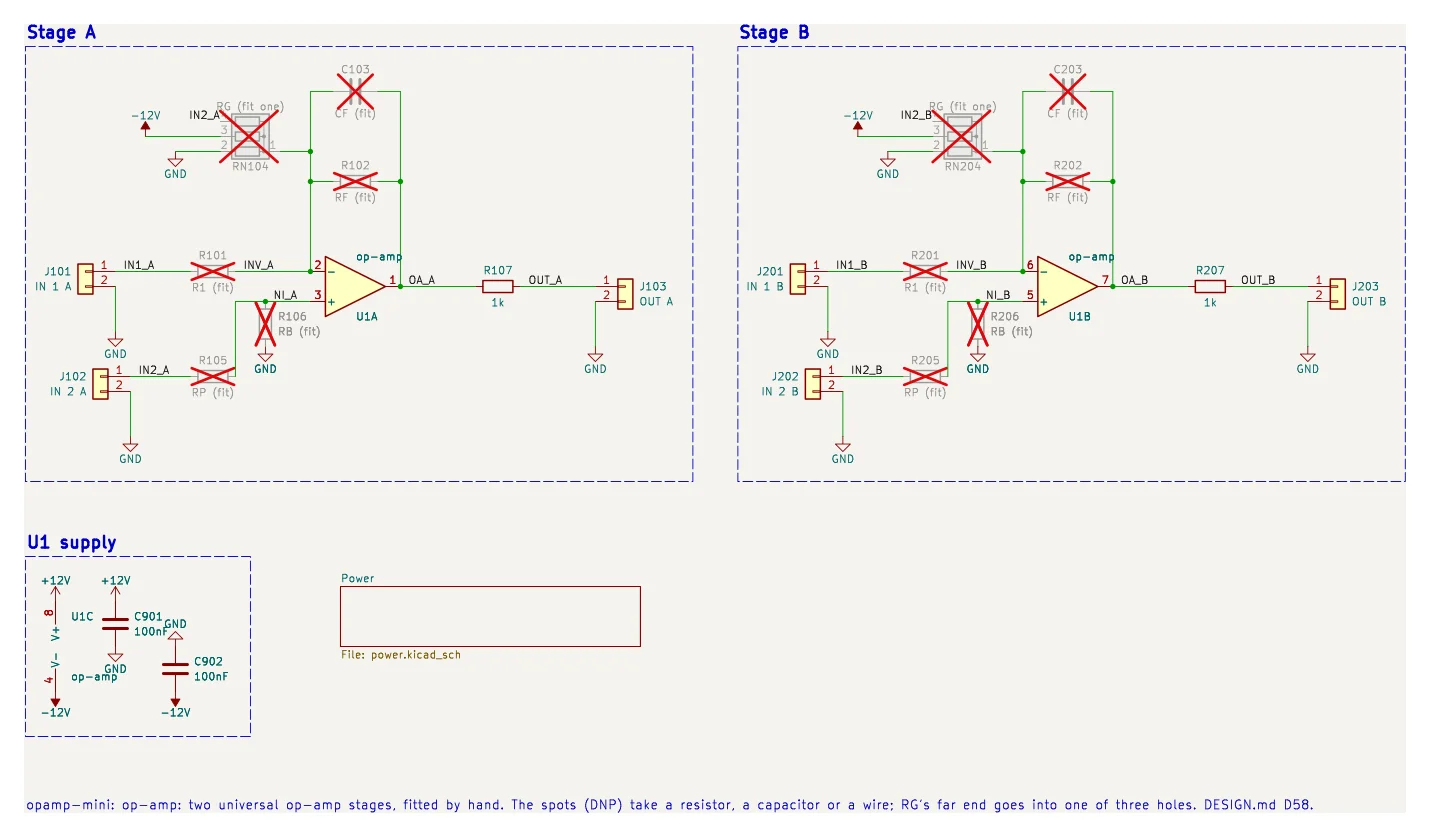 Stage A
C103
CF (fit)
RG (fit one)
-12V
IN2_A
3
2
1
GND
RN104
R102
RF (fit)
J101
IN 1 A
1
2
IN1_A
R101
R1 (fit)
INV_A
2
3
op-amp
1
OA_A
U1A
R107
1k
OUT_A
1
2
J103
OUT A
NI_A
R106
RB (fit)
GND
GND
GND
J102
IN 2 A
1
2
IN2_A
R105
RP (fit)
GND
Stage B
C203
CF (fit)
RG (fit one)
-12V
IN2_B
3
2
1
GND
RN204
R202
RF (fit)
J201
IN 1 B
1
2
IN1_B
R201
R1 (fit)
INV_B
6
5
op-amp
7
OA_B
U1B
R207
1k
OUT_B
1
2
J203
OUT B
NI_B
R206
RB (fit)
GND
GND
GND
J202
IN 2 B
1
2
IN2_B
R205
RP (fit)
GND
U1 supply
+12V
+12V
8
V+
V-
4
U1C
op-amp
-12V
C901
100nF
GND
GND
C902
100nF
-12V
Power
File: power.kicad_sch
opamp-mini: op-amp: two universal op-amp stages, fitted by hand. The spots (DNP) take a resistor, a capacitor or a wire; RG's far end goes into one of three holes. DESIGN.md D58.